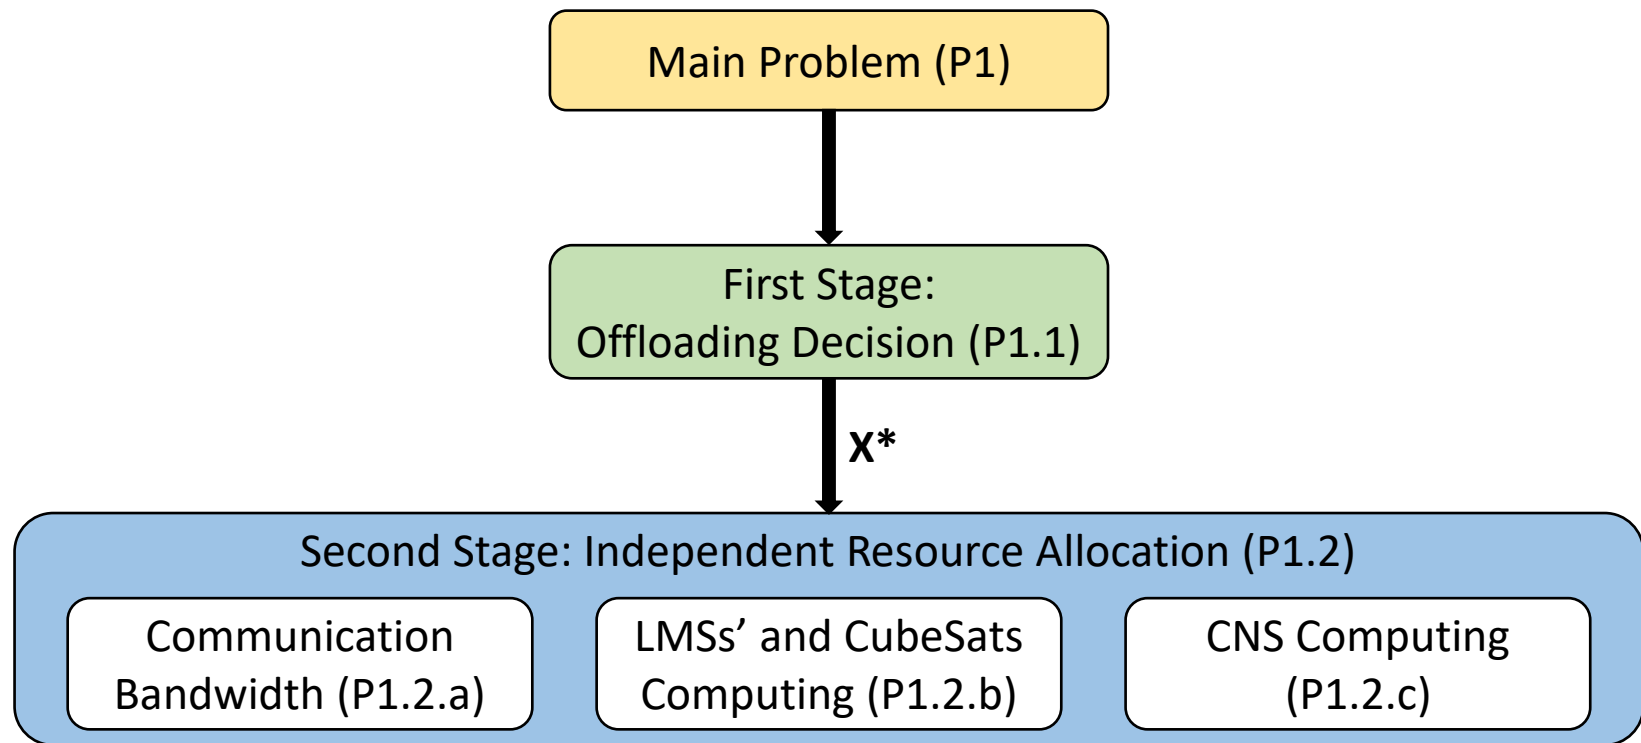 Main Problem (P1)
First Stage:
Offloading Decision (P1.1)
X*
Second Stage: Independent Resource Allocation (P1.2)
Communication
Bandwidth (P1.2.a)
LMSs’ and CubeSats
Computing (P1.2.b)
CNS Computing
(P1.2.c)